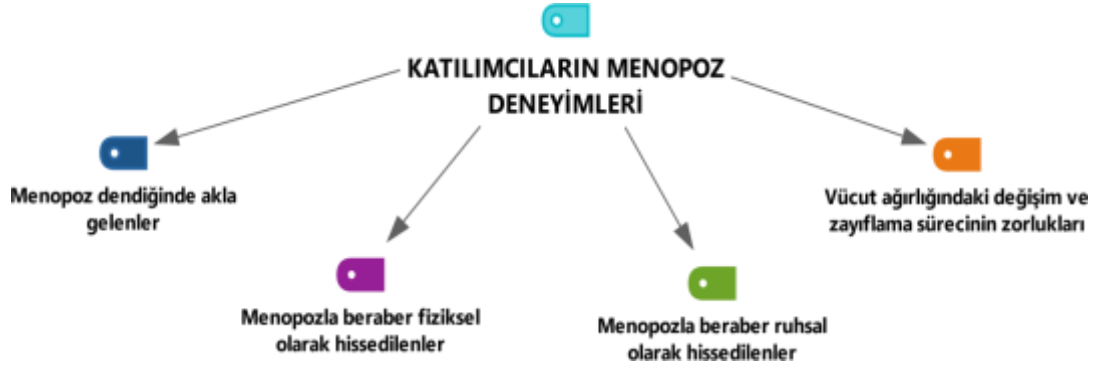 KATILIMCILARIN MENOPOZ
DENEYİMLERİ
Menopoz dendiğinde akla
gelenler
Vücut ağırlığındaki değişim ve
zayıflama sürecinin zorlukları
Menopozla beraber fiziksel
olarak hissedilenler
Menopozla beraber ruhsal
olarak hissedilenler